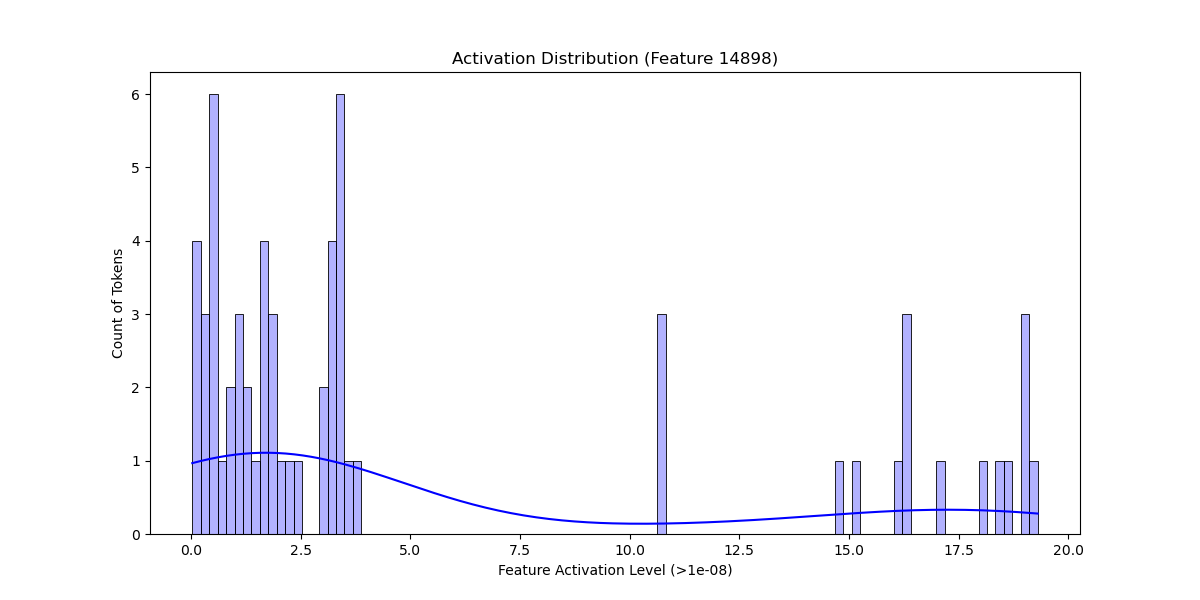 Activation Distribution (Feature 14898)
Count of Tokens
6
5
4
3
2
1
0
0.0 2.5 5.0 7.5 10.0 12.5 15.0 17.5 20.0
Feature Activation Level (>1e-08)